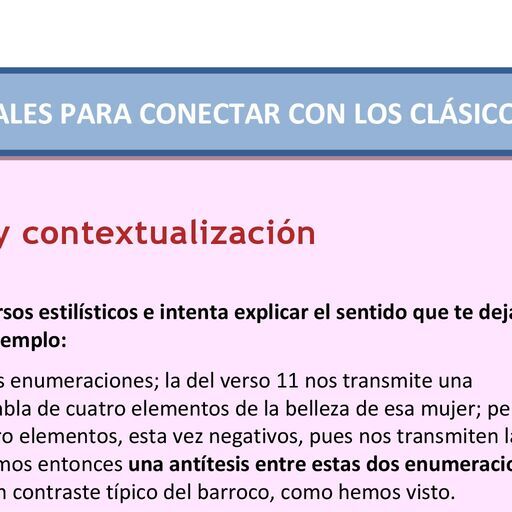 ALES PARA CONECTAR CON LOS CLÁSICO
y contextualización
rsos estilísticos e intenta explicar el sentido que te deja
emplo:
s enumeraciones; la del verso 11 nos transmite una
abla de cuatro elementos de la belleza de esa mujer; pe
ro elementos, esta vez negativos, pues nos transmiten l
mos entonces una antítesis entre estas dos enumeracio
n contraste típico del barroco, como hemos visto.